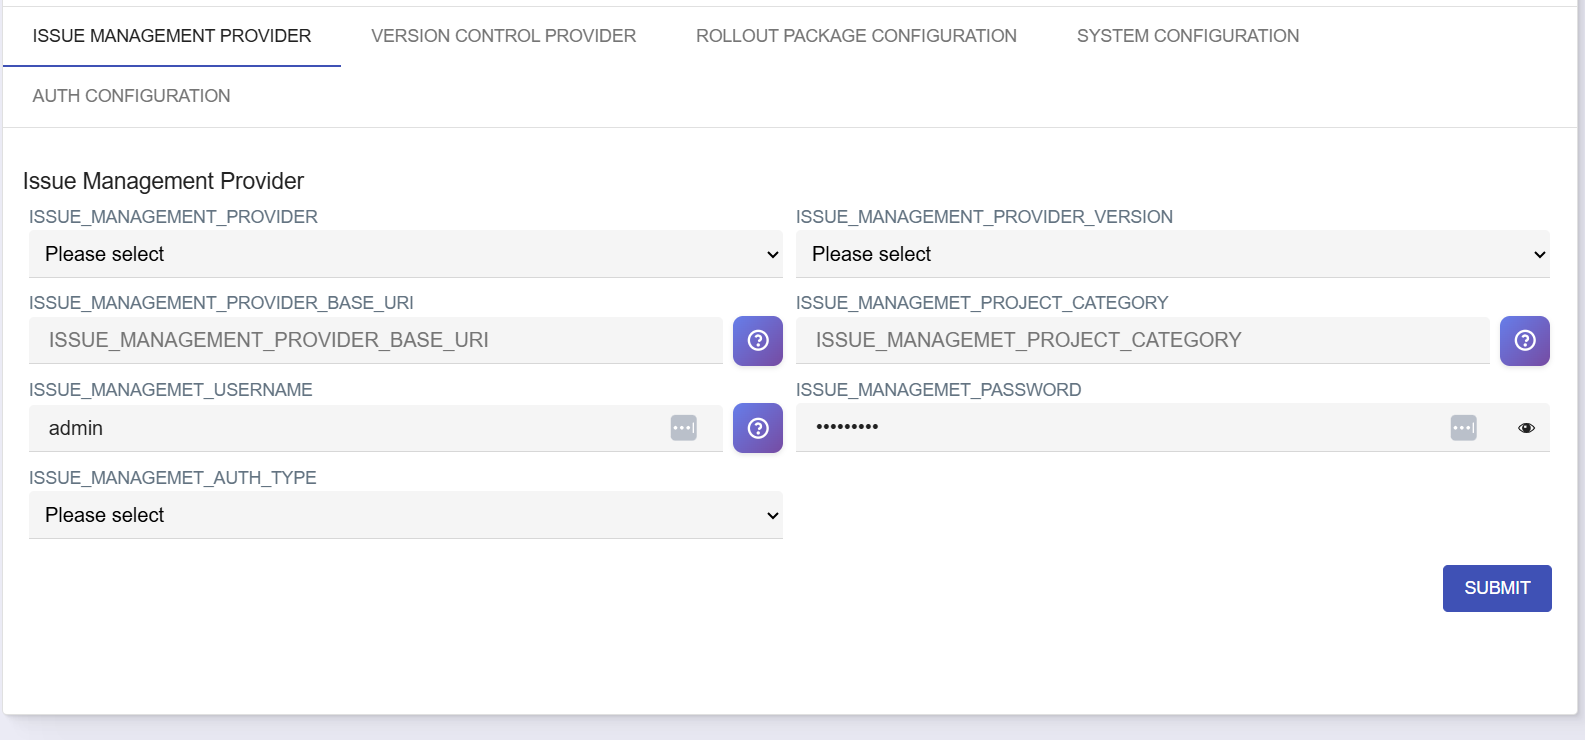 ISSUE MANAGEMENT PROVIDER VERSION CONTROL PROVIDER ROLLOUT PACKAGE CONFIGURATION SYSTEM CONFIGURATION
AUTH CONFIGURATION
Issue Management Provider
ISSUE_MANAGEMENT_PROVIDER ISSUE_MANAGEMENT_PROVIDER_VERSION
Please select Please select
ISSUE_MANAGEMENT_PROVIDER_BASE_URI ISSUE_MANAGEMET_PROJECT_CATEGORY
ISSUE_MANAGEMENT_PROVIDER_BASE_URI ISSUE_MANAGEMET_PROJECT_CATEGORY
ISSUE_MANAGEMET_USERNAME ISSUE_MANAGEMET_PASSWORD
admin •••••••••
ISSUE_MANAGEMET_AUTH_TYPE
Please select
SUBMIT